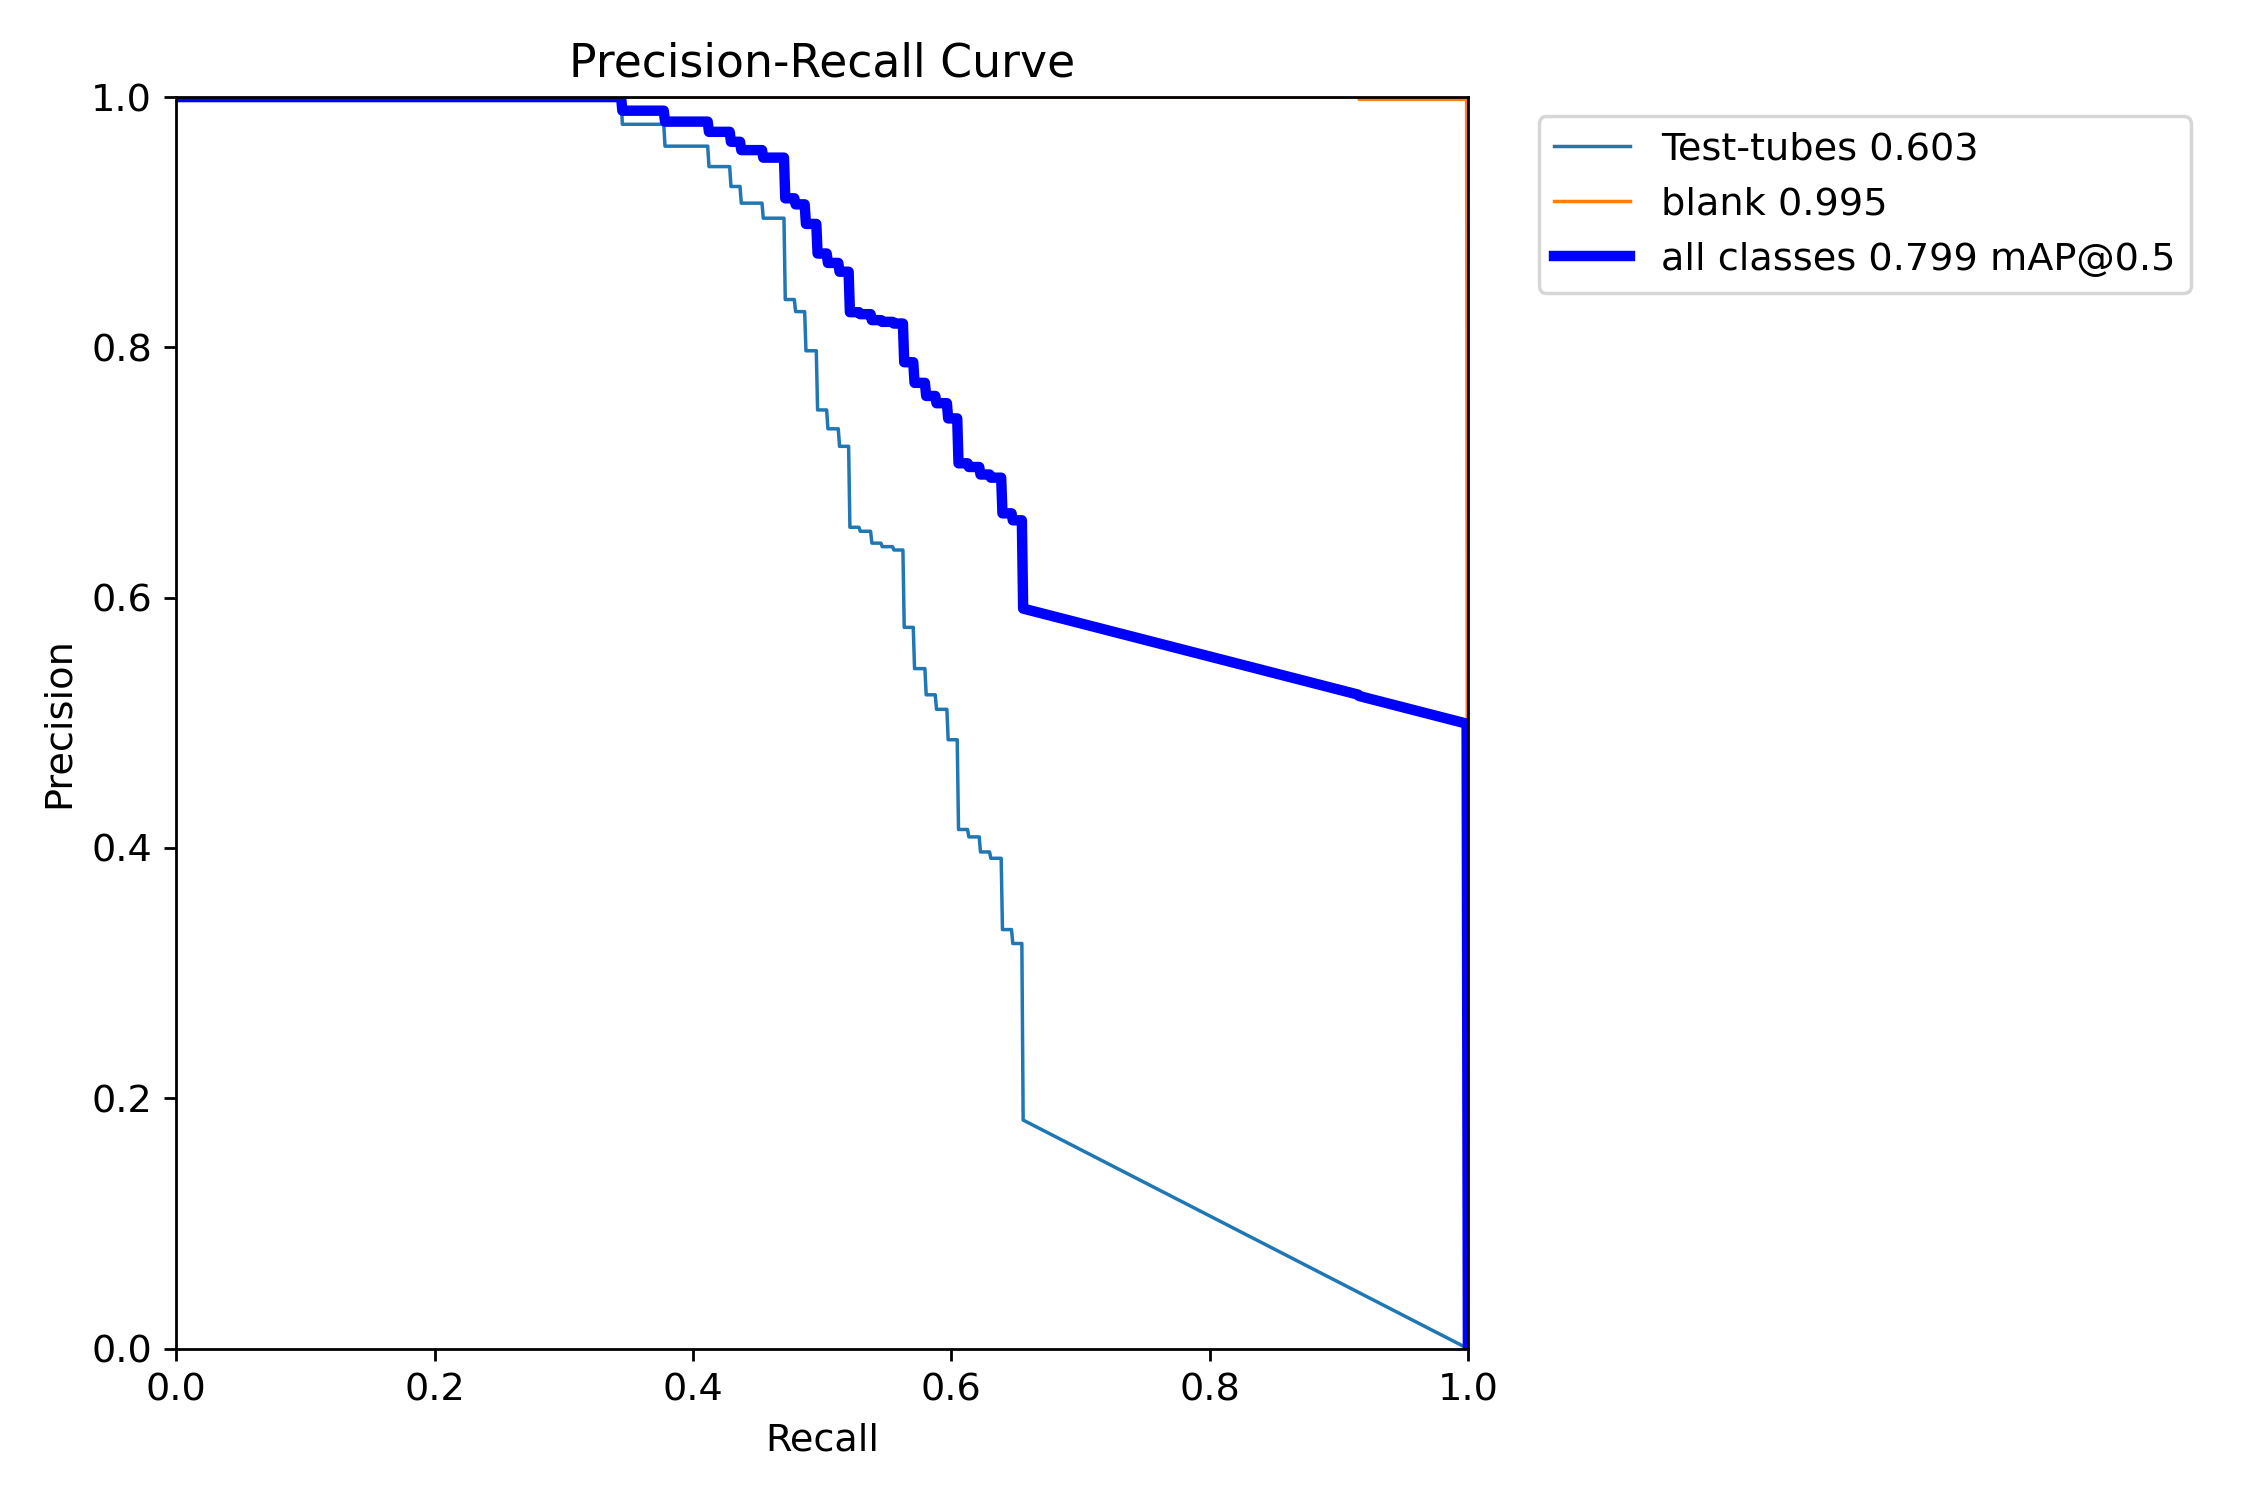 Precision-Recall Curve
1.0
0.8
0.6
0.4
0.2
0.0
Precision
0.0 0.2 0.4 0.6 0.8 1.0
Recall
Test-tubes 0.603
blank 0.995
all classes 0.799 mAP@0.5